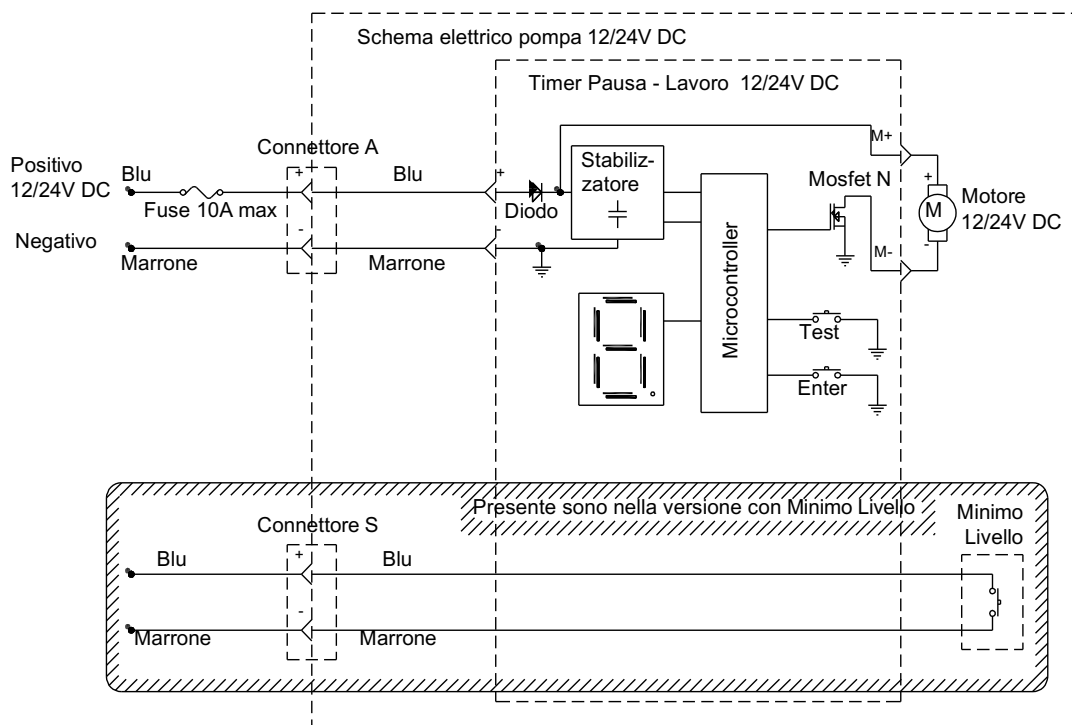 Schema elettrico pompa 12/24V DC
Timer Pausa - Lavoro 12/24V DC
Positivo
12/24V DC
Blu
Fuse 10A max
Connettore A
+
Blu
+
Diodo
Stabiliz-
zatore
Microcontroller
Mosfet N
M+
+
M
-
Motore
12/24V DC
M-
Negativo
Marrone
-
Marrone
-
Test
Enter
Presente sono nella versione con Minimo Livello
Connettore S
Minimo
Livello
Blu
+
Blu
Marrone
-
Marrone